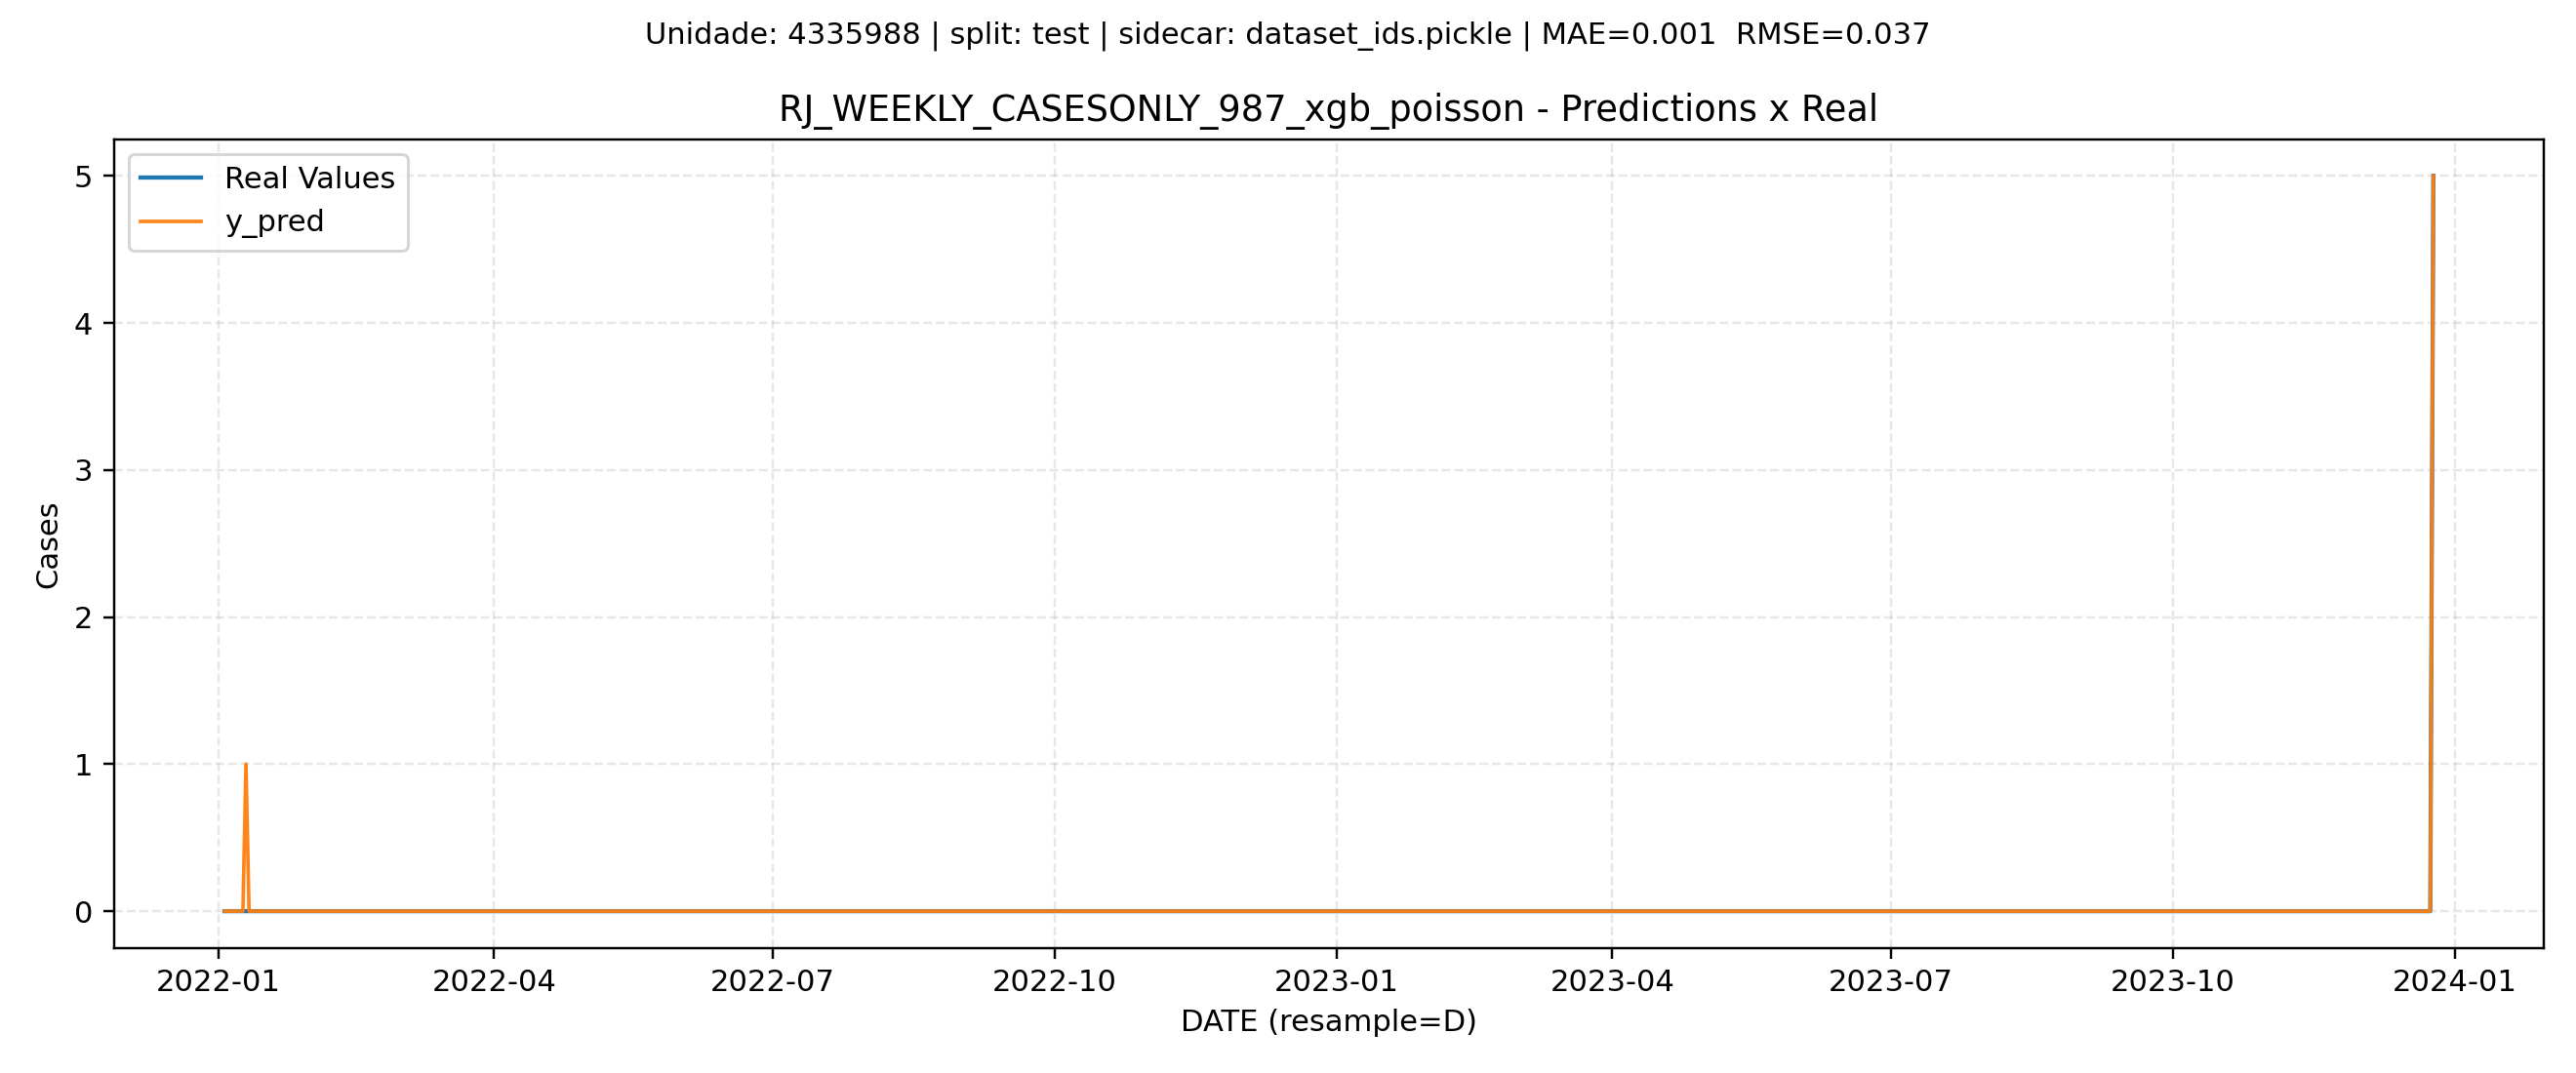 Unidade: 4335988 | split: test | sidecar: dataset_ids.pickle | MAE=0.001  RMSE=0.037
RJ_WEEKLY_CASESONLY_987_xgb_poisson - Predictions x Real
Real Values
y_pred
5
4
3
2
1
0
Cases
2022-01 2022-04 2022-07 2022-10 2023-01 2023-04 2023-07 2023-10 2024-01
DATE (resample=D)